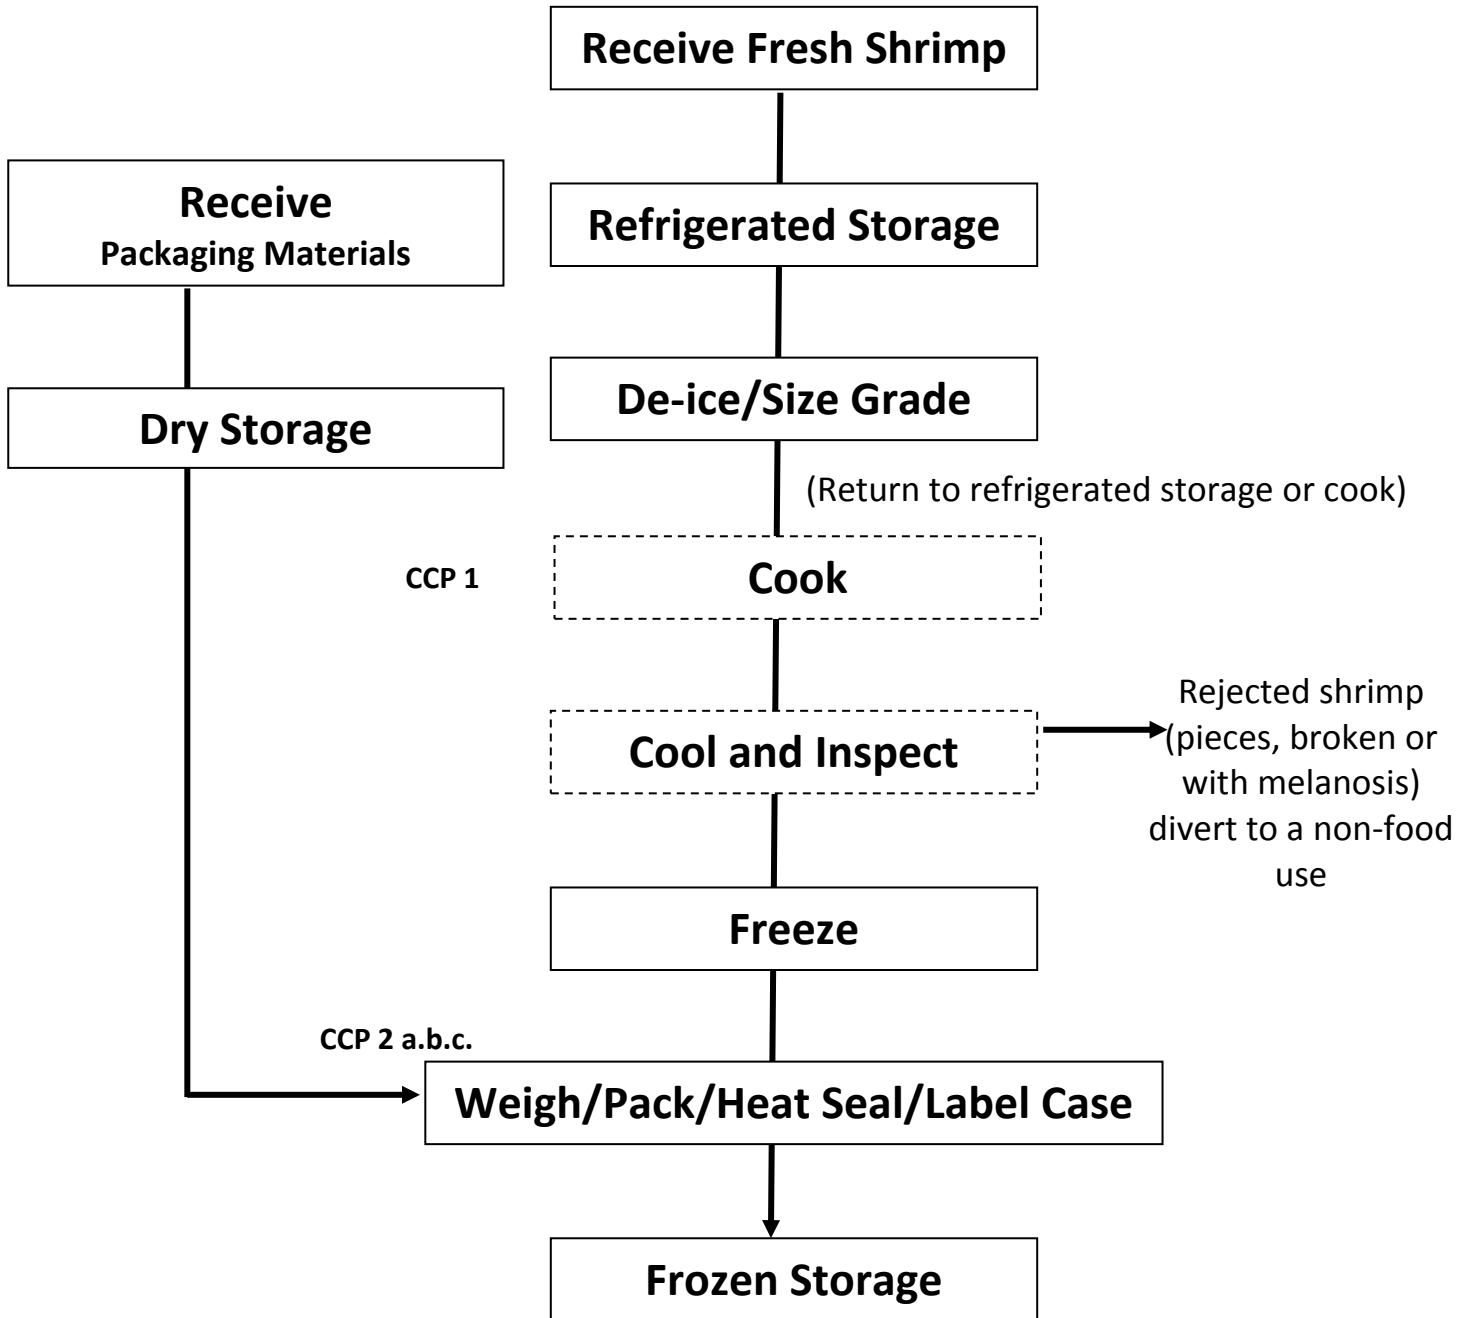 Receive Fresh Shrimp
Receive
Packaging Materials
Refrigerated Storage
De-ice/Size Grade
Dry Storage
(Return to refrigerated storage or cook)
CCP 1
Cook
Cool and Inspect
Rejected shrimp
(pieces, broken or
with melanosis)
divert to a non-food
use
Freeze
CCP 2 a.b.c.
Weigh/Pack/Heat Seal/Label Case
Frozen Storage